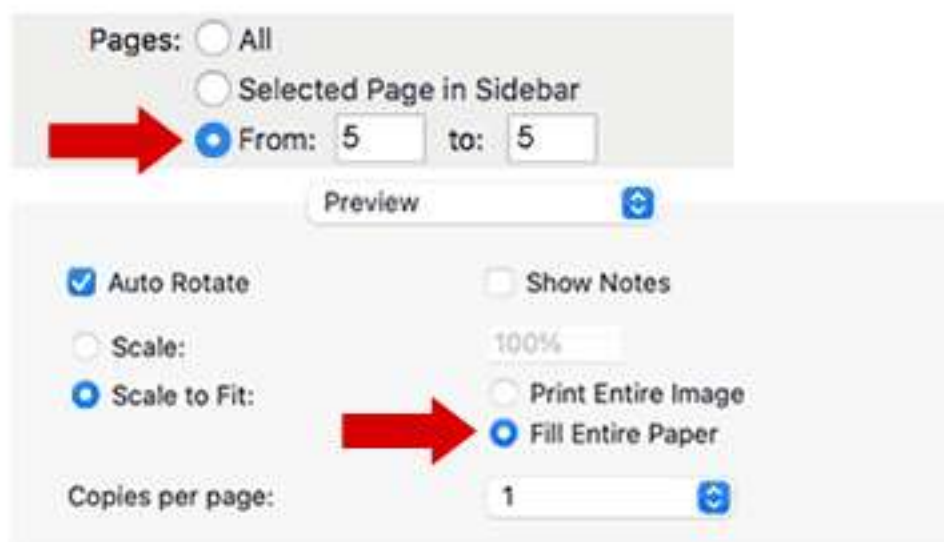 Pages: All
Selected Page in Sidebar
From: 5 to: 5
Preview
Auto Rotate Show Notes
Scale: 100%
Scale to Fit: Print Entire Image
Fill Entire Paper
Copies per page: 1